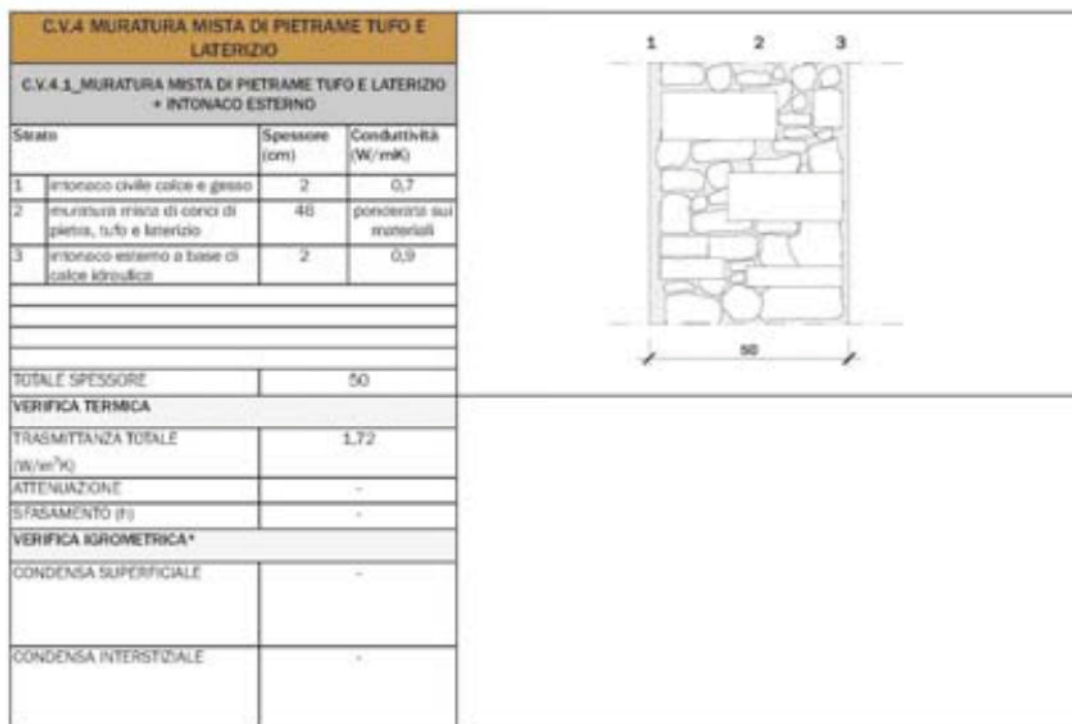 C.V.4 MURATURA MISTA DI PIETRAME TUFO E
LATERIZIO
C.V.4.1_MURATURA MISTA DI PIETRAME TUFO E LATERIZIO
+ INTONACO ESTERNO
Strato Spessore (cm) Conduttività (W/mK)
1 intonaco civile calce e gesso 2 0,7
2 muratura mista di conci di pietra, tufo e laterizio 46 ponderata sui materiali
3 intonaco esterno a base di calce idraulica 2 0,9
TOTALE SPESSORE 50
VERIFICA TERMICA
TRASMITTANZA TOTALE 1,72
(W/m²K)
ATTENUAZIONE -
SFASAMENTO (h) -
VERIFICA IGROMETRICA*
CONDENSA SUPERFICIALE -
CONDENSA INTERSTIZIALE -
1 2 3
50